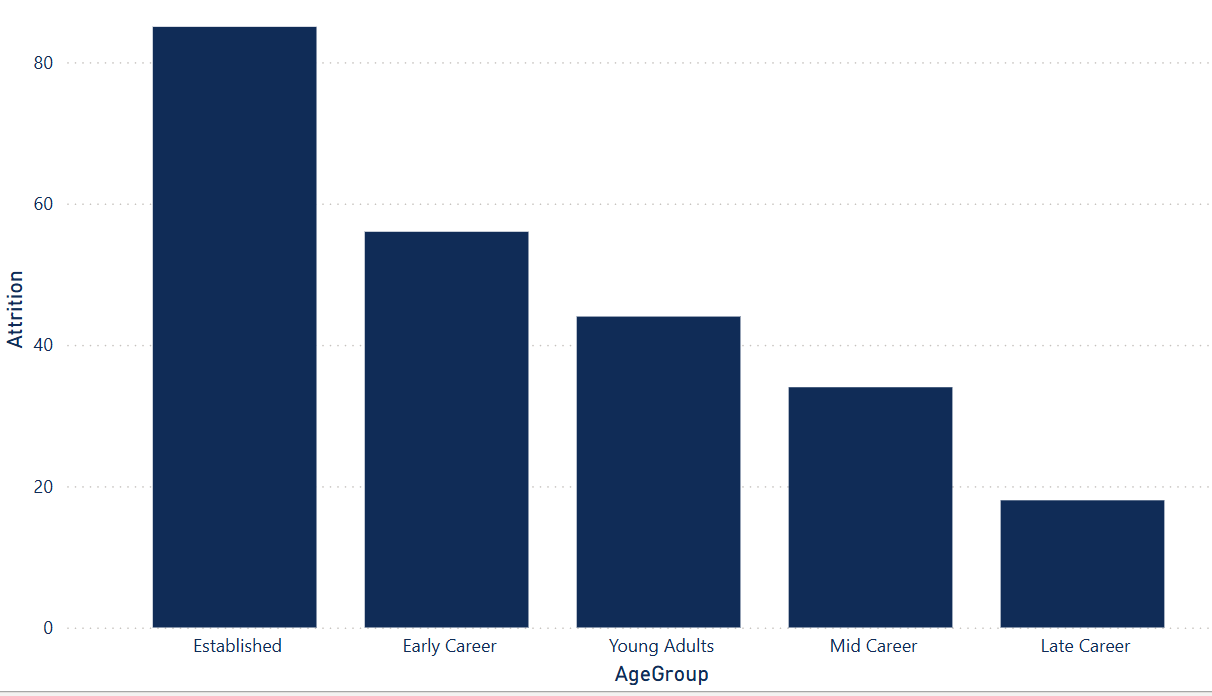 80
60
40
20
0
Attrition
Established
Early Career
Young Adults
Mid Career
Late Career
AgeGroup